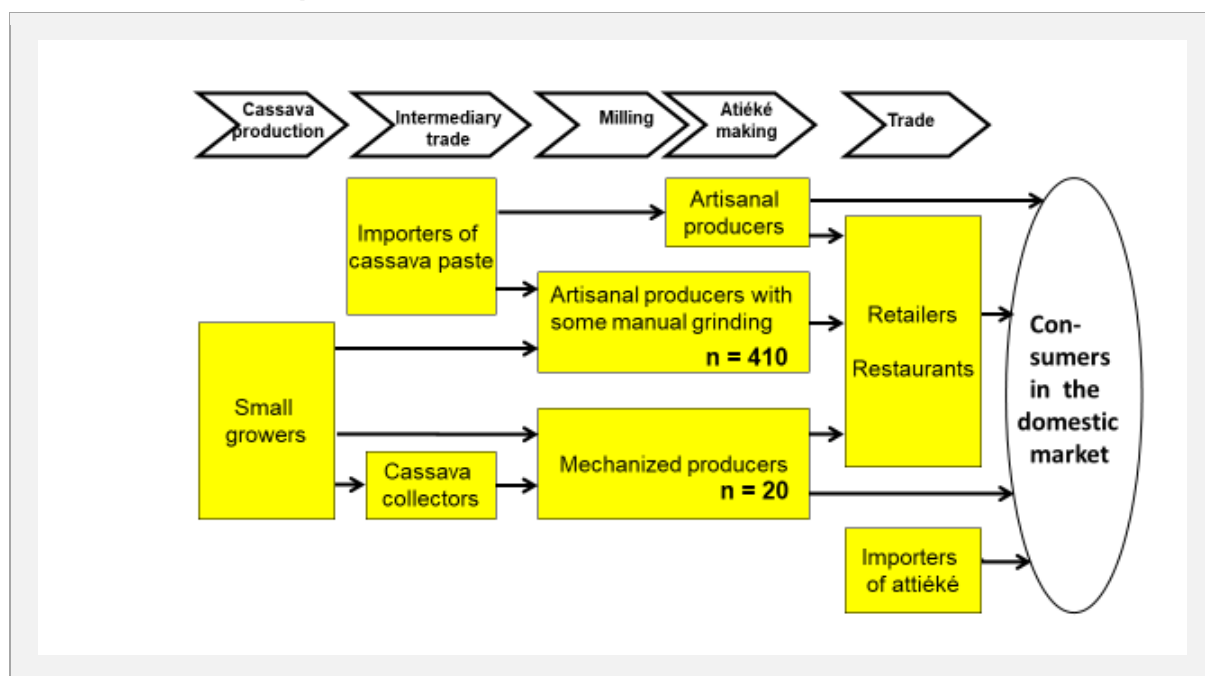 Cassava
production
Intermediary
trade
Milling
Atiéké
making
Trade
Importers of
cassava paste
Artisanal
producers
Artisanal producers with
some manual grinding
n = 410
Retailers
Restaurants
Small
growers
Cassava
collectors
Mechanized producers
n = 20
Importers
of attiéké
Con-
sumers
in the
domestic
market